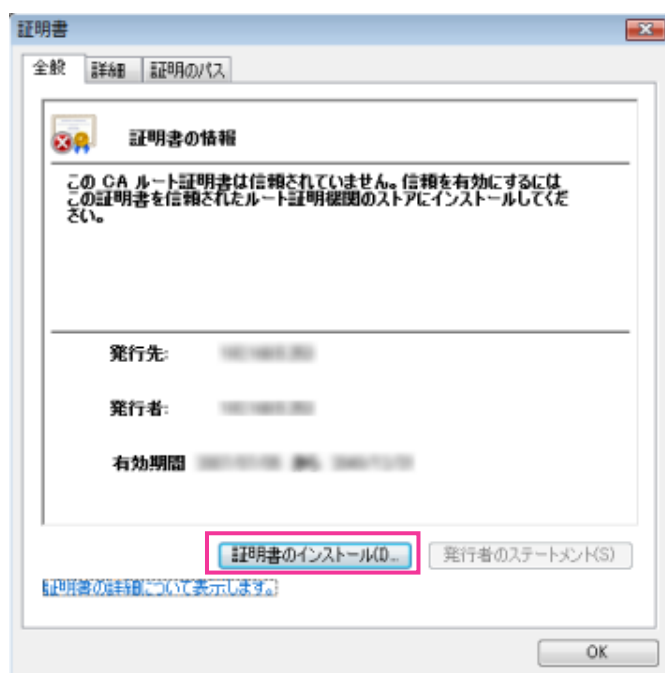 証明書
全般 詳細 証明のパス
証明書の情報
この CA ルート証明書は信頼されていません。信頼を有効にするには
この証明書を信頼されたルート証明機関のストアにインストールしてくだ
さい。
発行先:
発行者:
有効期間 から
証明書のインストール(I)...
発行者のステートメント(S)
証明書の詳細について表示します。
OK